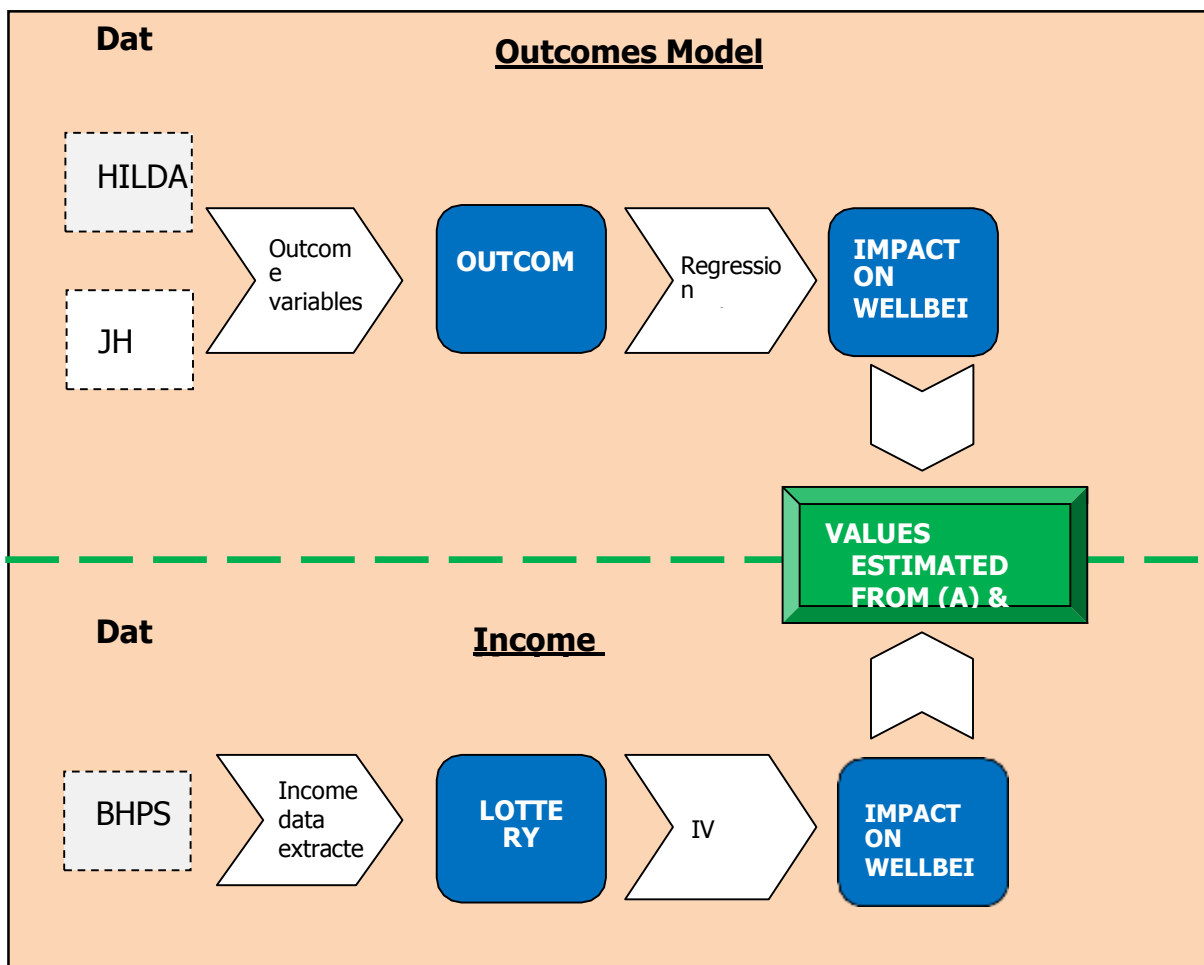 Dat
Outcomes Model
HILDA
JH
Outcom
e
variables
OUTCOM
Regressio
n
IMPACT
ON
WELLBEI
VALUES
ESTIMATED
FROM (A) &
Dat
Income
BHPS
Income
data
extracte
LOTTE
RY
IV
IMPACT
ON
WELLBEI